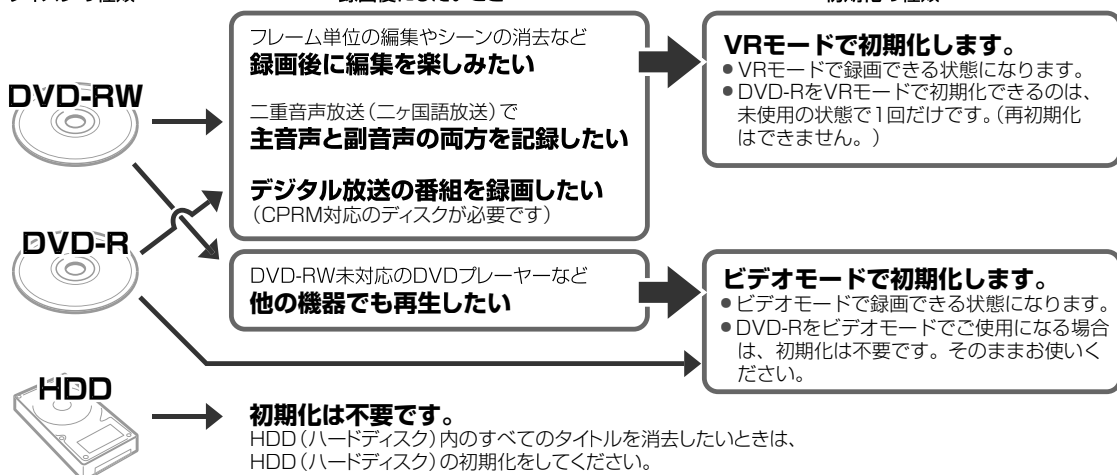 フレーム単位の編集やシーンの消去など
録画後に編集を楽しみたい
二重音声放送（二ヶ国語放送）で
主音声と副音声の両方を記録したい
デジタル放送の番組を録画したい
（CPRM対応のディスクが必要です）
VRモードで初期化します。
●VRモードで録画できる状態になります。
●DVD-RをVRモードで初期化できるのは、
未使用の状態で1回だけです。（再初期化
はできません。）
DVD-RW
DVD-R
DVD-RW未対応のDVDプレーヤーなど
他の機器でも再生したい
ビデオモードで初期化します。
●ビデオモードで録画できる状態になります。
●DVD-Rをビデオモードでご使用になる場合
は、初期化は不要です。そのままお使いく
ださい。
HDD
初期化は不要です。
HDD（ハードディスク）内のすべてのタイトルを消去したいときは、
HDD（ハードディスク）の初期化をしてください。